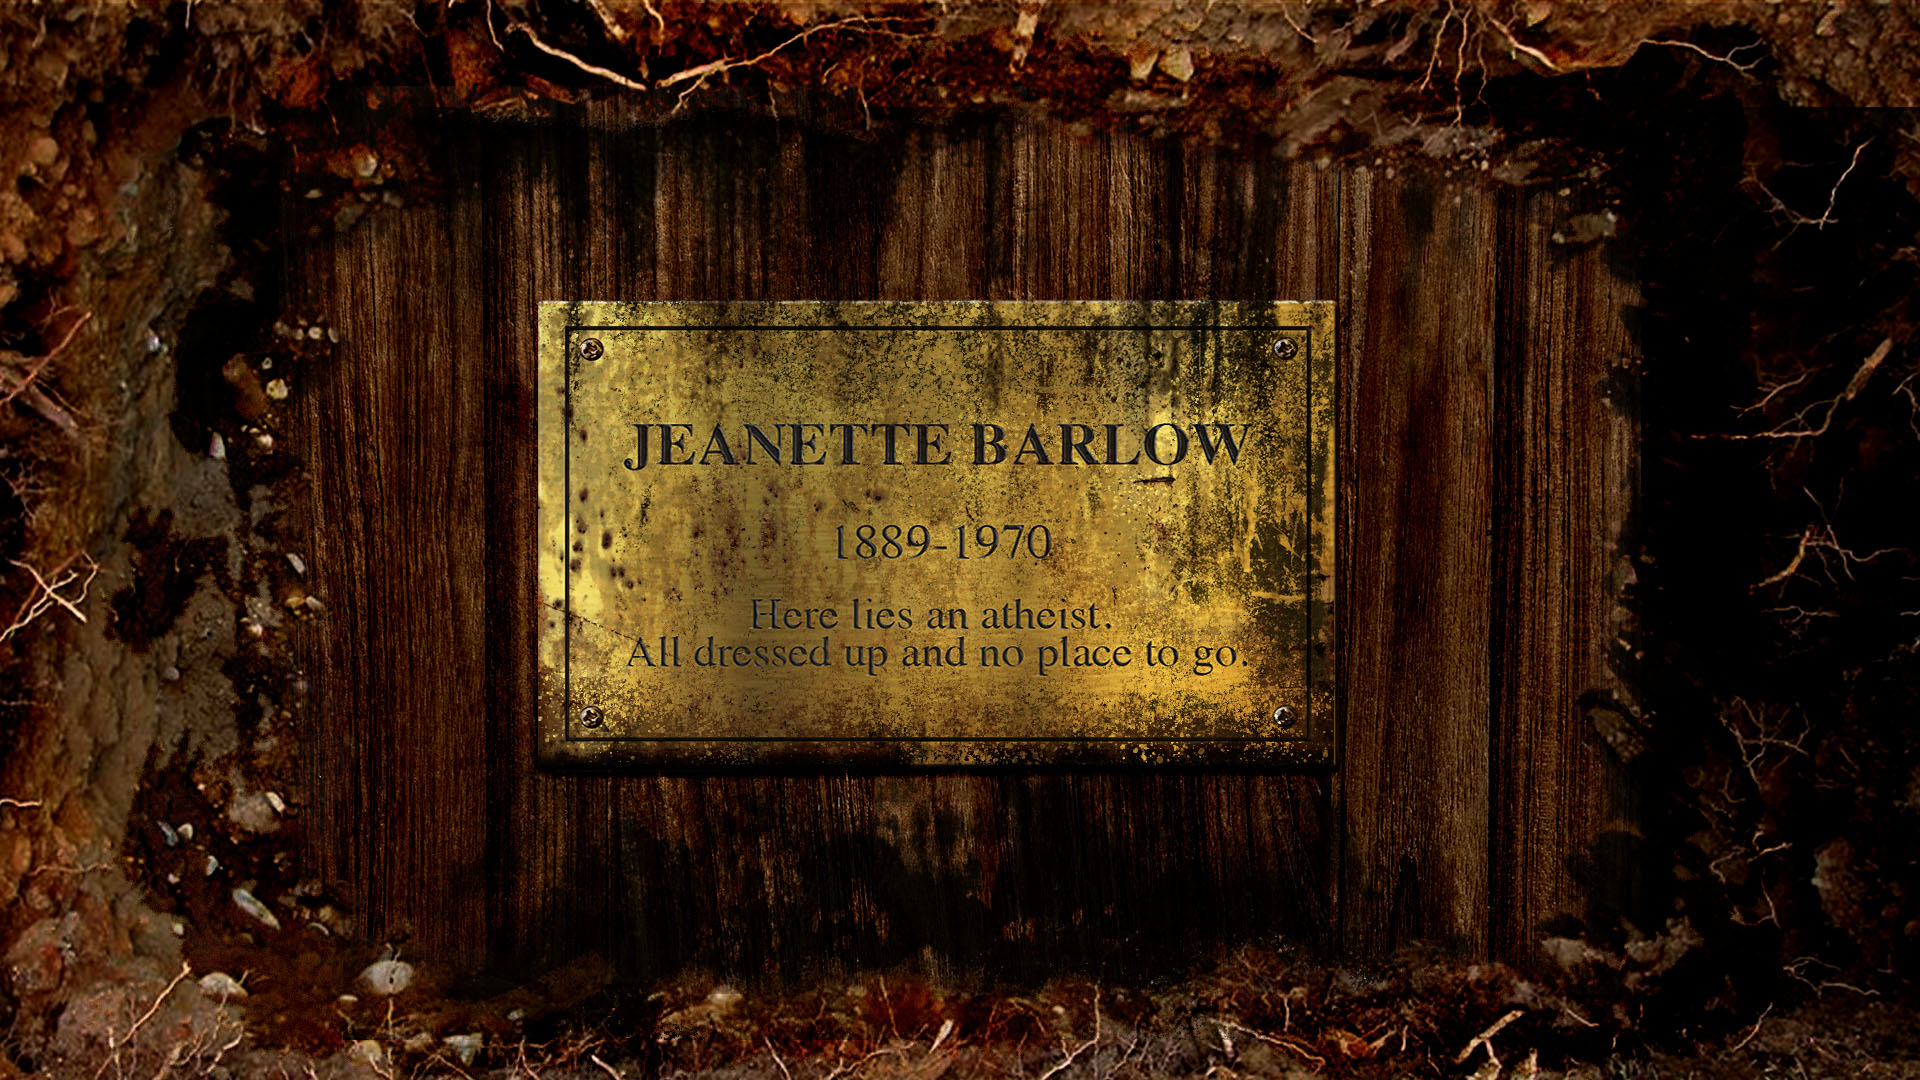 JEANETTE BARLOW
1889-1970
Here lies an atheist.
All dressed up and no place to go.